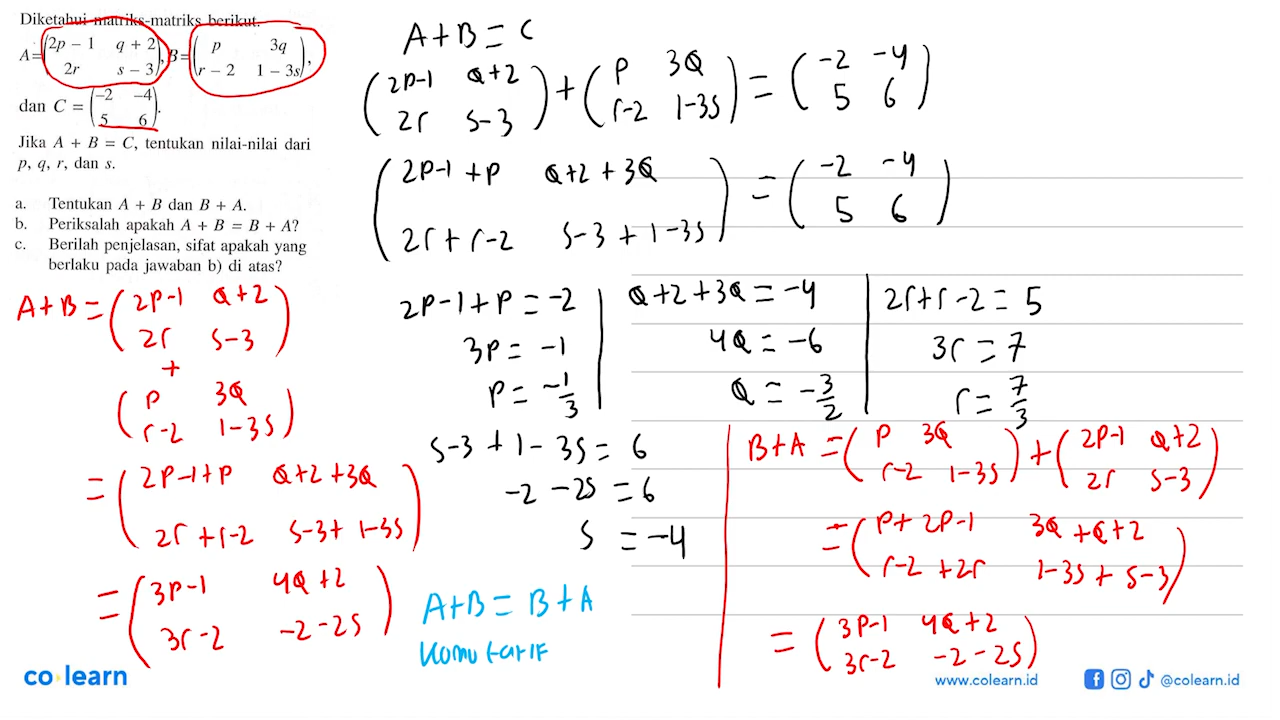 Diketahui matriks-matriks berikut.
A = (2p − 1 q + 2
2r s − 3), B = (p 3q
r − 2 1 − 3s),
dan C = (−2 −4
5 6).
Jika A + B = C, tentukan nilai-nilai dari
p, q, r, dan s.
a. Tentukan A + B dan B + A.
b. Periksalah apakah A + B = B + A?
c. Berilah penjelasan, sifat apakah yang
berlaku pada jawaban b) di atas?
A+B = C
(2p-1 q+2
2r s-3) + (p 3q
r-2 1-3s) = (-2 -4
5 6)
(2p-1+p q+2+3q
2r+r-2 s-3+1-3s) = (-2 -4
5 6)
2p-1+p = -2
3p = -1
p = -1/3
q+2+3q = -4
4q = -6
q = -3/2
2r+r-2 = 5
3r = 7
r = 7/3
s-3+1-3s = 6
-2-2s = 6
s = -4
A+B = (2p-1 q+2
2r s-3)
+
(p 3q
r-2 1-3s)
= (2p-1+p q+2+3q
2r+r-2 s-3+1-3s)
= (3p-1 4q+2
3r-2 -2-2s)
B+A = (p 3q
r-2 1-3s) + (2p-1 q+2
2r s-3)
= (p+2p-1 3q+q+2
r-2+2r 1-3s+s-3)
= (3p-1 4q+2
3r-2 -2-2s)
A+B = B+A
Komutatif
co learn
www.colearn.id
@colearn.id